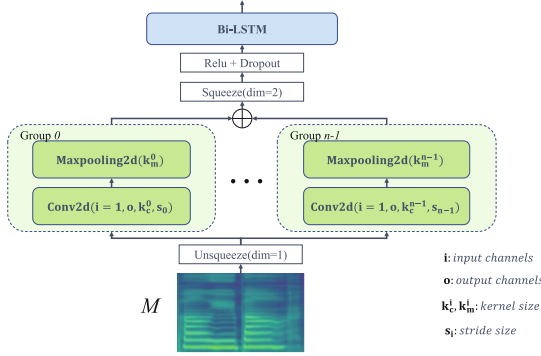 Bi-LSTM
Relu + Dropout
Squeeze(dim=2)
Group 0
Group n-1
Maxpooling2d(k_m^0)
Maxpooling2d(k_m^{n−1})
Conv2d(i = 1, o, k_c^0, s_0)
Conv2d(i = 1, o, k_c^{n−1}, s_{n−1})
Unsqueeze(dim=1)
M
i: input channels
o: output channels
k_c^i, k_m^i: kernel size
s_i: stride size